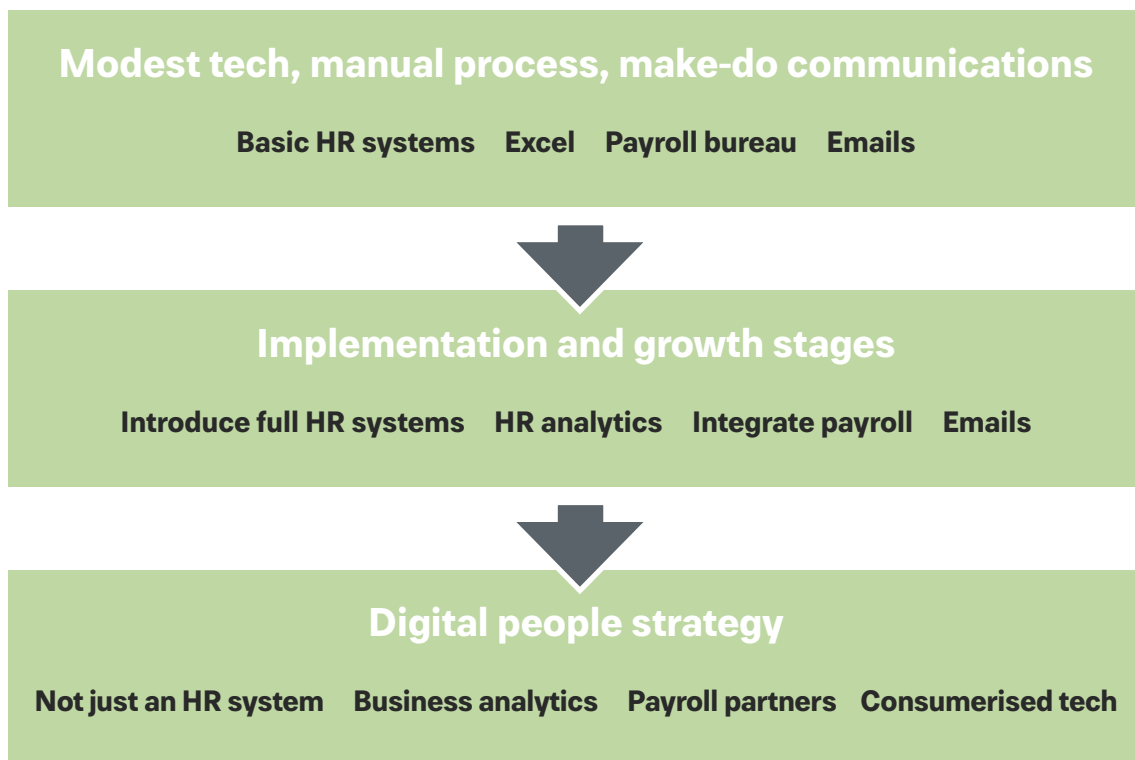 Modest tech, manual process, make-do communications
Basic HR systems Excel Payroll bureau Emails
Implementation and growth stages
Introduce full HR systems HR analytics Integrate payroll Emails
Digital people strategy
Not just an HR system Business analytics Payroll partners Consumerised tech